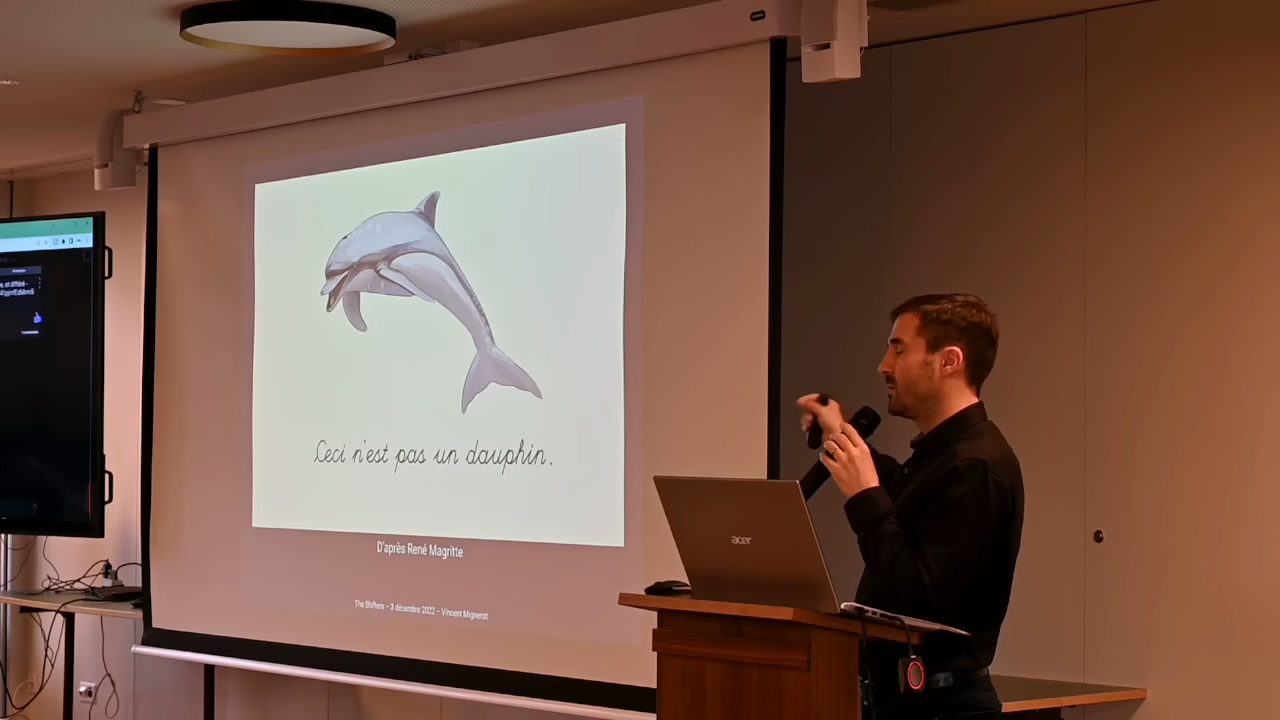 Ceci n'est pas un dauphin.
D'après René Magritte
The Shifters - 3 décembre 2022 - Vincent Mignerot
acer